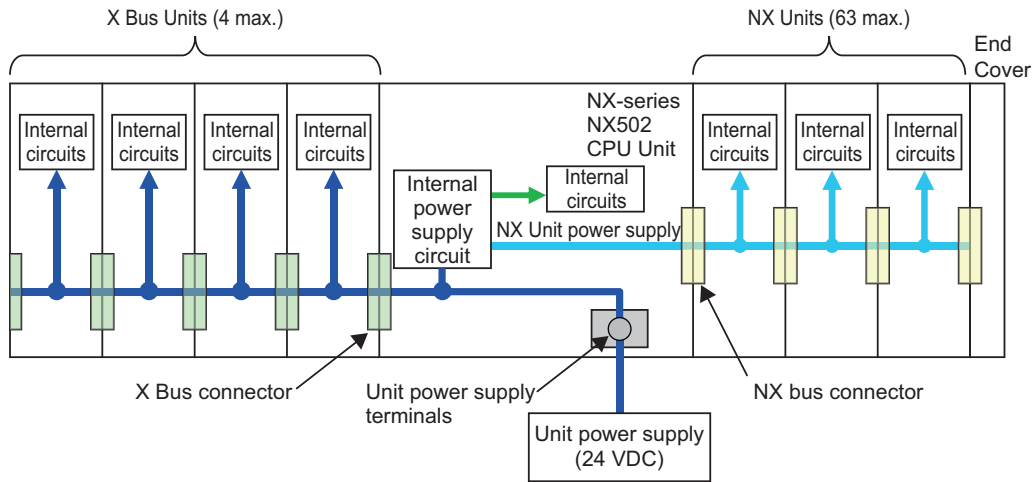 X Bus Units (4 max.)
NX Units (63 max.)
End
Cover
NX-series
NX502
CPU Unit
Internal
circuits
Internal
circuits
Internal
circuits
Internal
circuits
Internal
power
supply
circuit
Internal
circuits
Internal
circuits
Internal
circuits
Internal
circuits
NX Unit power supply
X Bus connector
Unit power supply
terminals
NX bus connector
Unit power supply
(24 VDC)